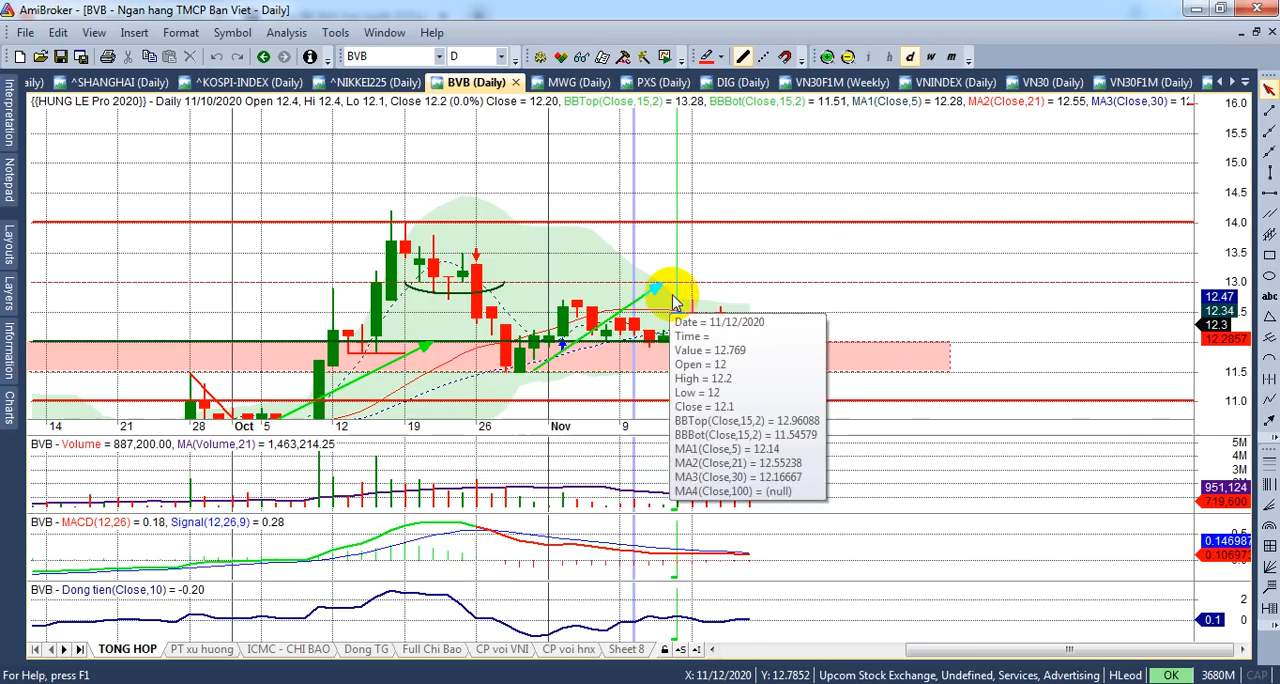 AmiBroker - [BVB - Ngan hang TMCP Ban Viet - Daily]
File Edit View Insert Format Symbol Analysis Tools Window Help
BVB D d w m
ily) ^SHANGHAI (Daily) ^KOSPI-INDEX (Daily) ^NIKKEI225 (Daily) BVB (Daily) MWG (Daily) PXS (Daily) DIG (Daily) VN30F1M (Weekly) VNINDEX (Daily) VN30 (Daily) VN30F1M (Daily)
{{HUNG LE Pro 2020}} - Daily 11/10/2020 Open 12.4, Hi 12.4, Lo 12.1, Close 12.2 (0.0%) Close = 12.20, BBTop(Close,15,2) = 13.28, BBBot(Close,15,2) = 11.51, MA1(Close,5) = 12.28, MA2(Close,21) = 12.55, MA3(Close,30) =
Interpretation
Notepad
Layouts
Layers
Information
Charts
abc
16.0
15.5
15.0
14.5
14.0
13.5
13.0
12.47
12.34
12.3
12.2857
11.5
11.0
Date = 11/12/2020
Time =
Value = 12.769
Open = 12
High = 12.2
Low = 12
Close = 12.1
BBTop(Close,15,2) = 12.96088
BBBot(Close,15,2) = 11.54579
MA1(Close,5) = 12.14
MA2(Close,21) = 12.55238
MA3(Close,30) = 12.16667
MA4(Close,100) = (null)
14 21 28 Oct 5 12 19 26 Nov 9
BVB - Volume = 887,200.00, MA(Volume,21) = 1,463,214.25
5M
4M
3M
951,124
719,600
BVB - MACD(12,26) = 0.18, Signal(12,26,9) = 0.28
0.146987
0.106973
BVB - Dong tien(Close,10) = -0.20
2
0.1 0
TONG HOP PT xu huong ICMC - CHI BAO Dong TG Full Chi Bao CP voi VNI CP voi hnx Sheet 8
For Help, press F1 X: 11/12/2020 Y: 12.7852 Upcom Stock Exchange, Undefined, Services, Advertising HLeod OK 3680M CAP